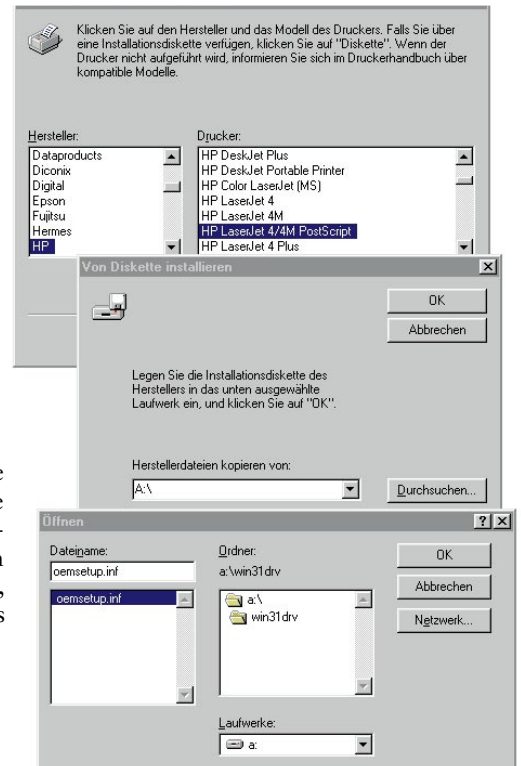 Klicken Sie auf den Hersteller und das Modell des Druckers. Falls Sie über
eine Installationsdiskette verfügen, klicken Sie auf "Diskette". Wenn der
Drucker nicht aufgeführt wird, informieren Sie sich im Druckerhandbuch über
kompatible Modelle.
Hersteller:
Dataproducts
Diconix
Digital
Epson
Fujitsu
Hermes
HP
Drucker:
HP DeskJet Plus
HP DeskJet Portable Printer
HP Color LaserJet (MS)
HP LaserJet 4
HP LaserJet 4M
HP LaserJet 4/4M PostScript
HP LaserJet 4 Plus
Von Diskette installieren
OK
Abbrechen
Legen Sie die Installationsdiskette des
Herstellers in das unten ausgewählte
Laufwerk ein, und klicken Sie auf "OK".
Herstellerdateien kopieren von:
A:\
Durchsuchen...
Öffnen
Dateiname:
oemsetup.inf
oemsetup.inf
Ordner:
a:\win31drv
a:\
win31drv
OK
Abbrechen
Netzwerk...
Laufwerke:
a: